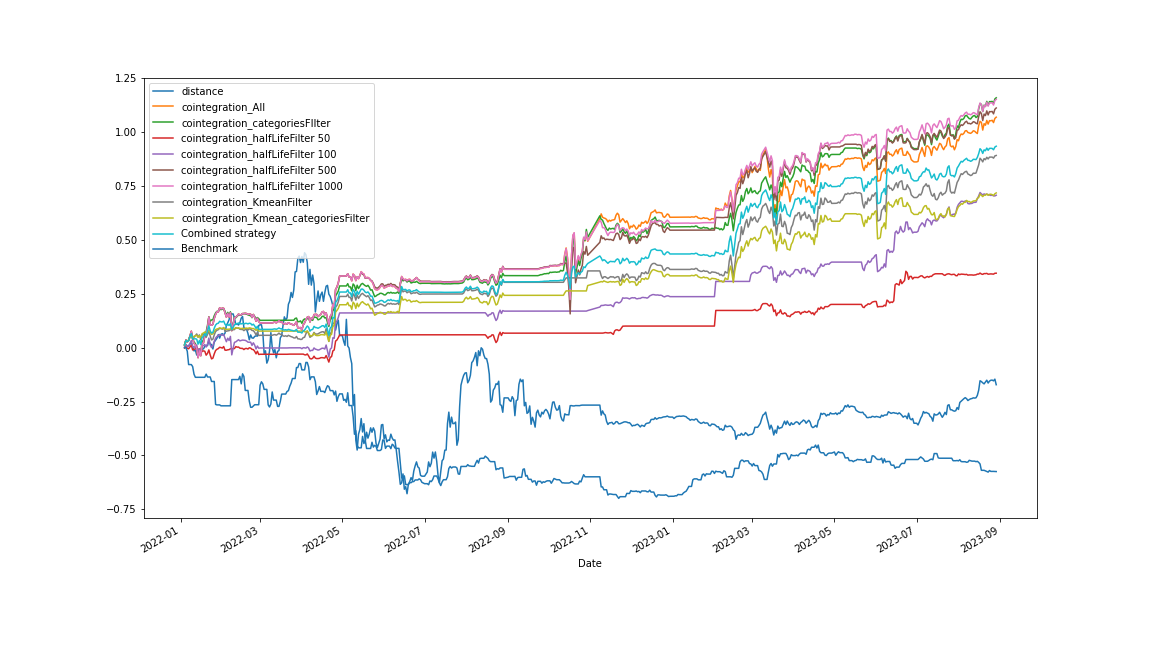 1.25
1.00
0.75
0.50
0.25
0.00
−0.25
−0.50
−0.75
distance
cointegration_All
cointegration_categoriesFIlter
cointegration_halfLifeFilter 50
cointegration_halfLifeFilter 100
cointegration_halfLifeFilter 500
cointegration_halfLifeFilter 1000
cointegration_KmeanFilter
cointegration_Kmean_categoriesFilter
Combined strategy
Benchmark
2022-01
2022-03
2022-05
2022-07
2022-09
2022-11
2023-01
2023-03
2023-05
2023-07
2023-09
Date